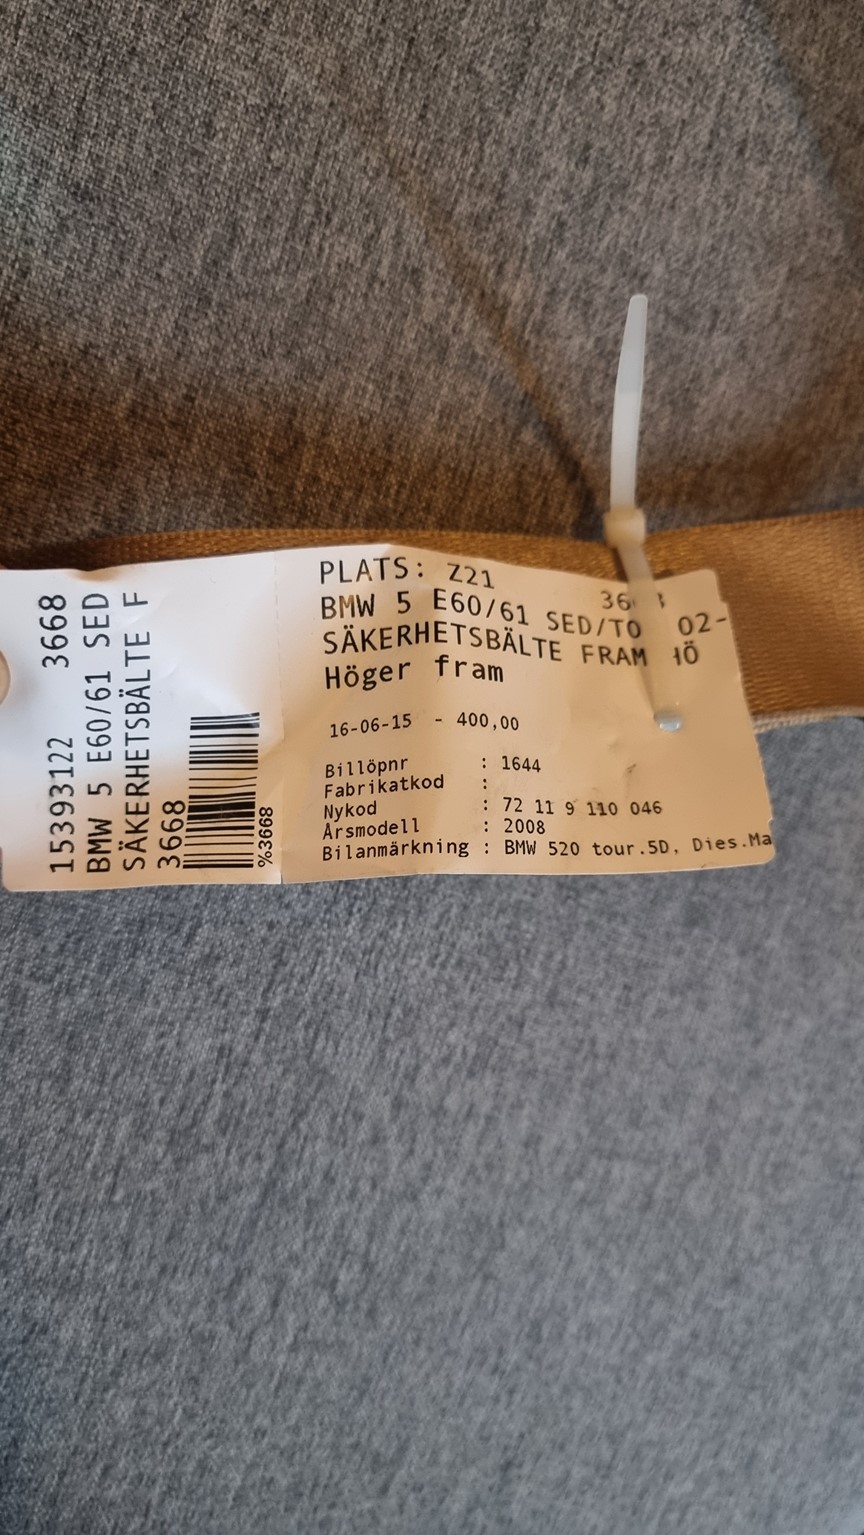 15393122 3668
BMW 5 E60/61 SED
SÄKERHETSBÄLTE F
3668
%3668
PLATS: Z21
BMW 5 E60/61 SED/TO 02-
SÄKERHETSBÄLTE FRAM HÖ
Höger fram
16-06-15 - 400,00
Billöpnr : 1644
Fabrikatkod :
Nykod : 72 11 9 110 046
Årsmodell : 2008
Bilanmärkning : BMW 520 tour.5D, Dies.Ma